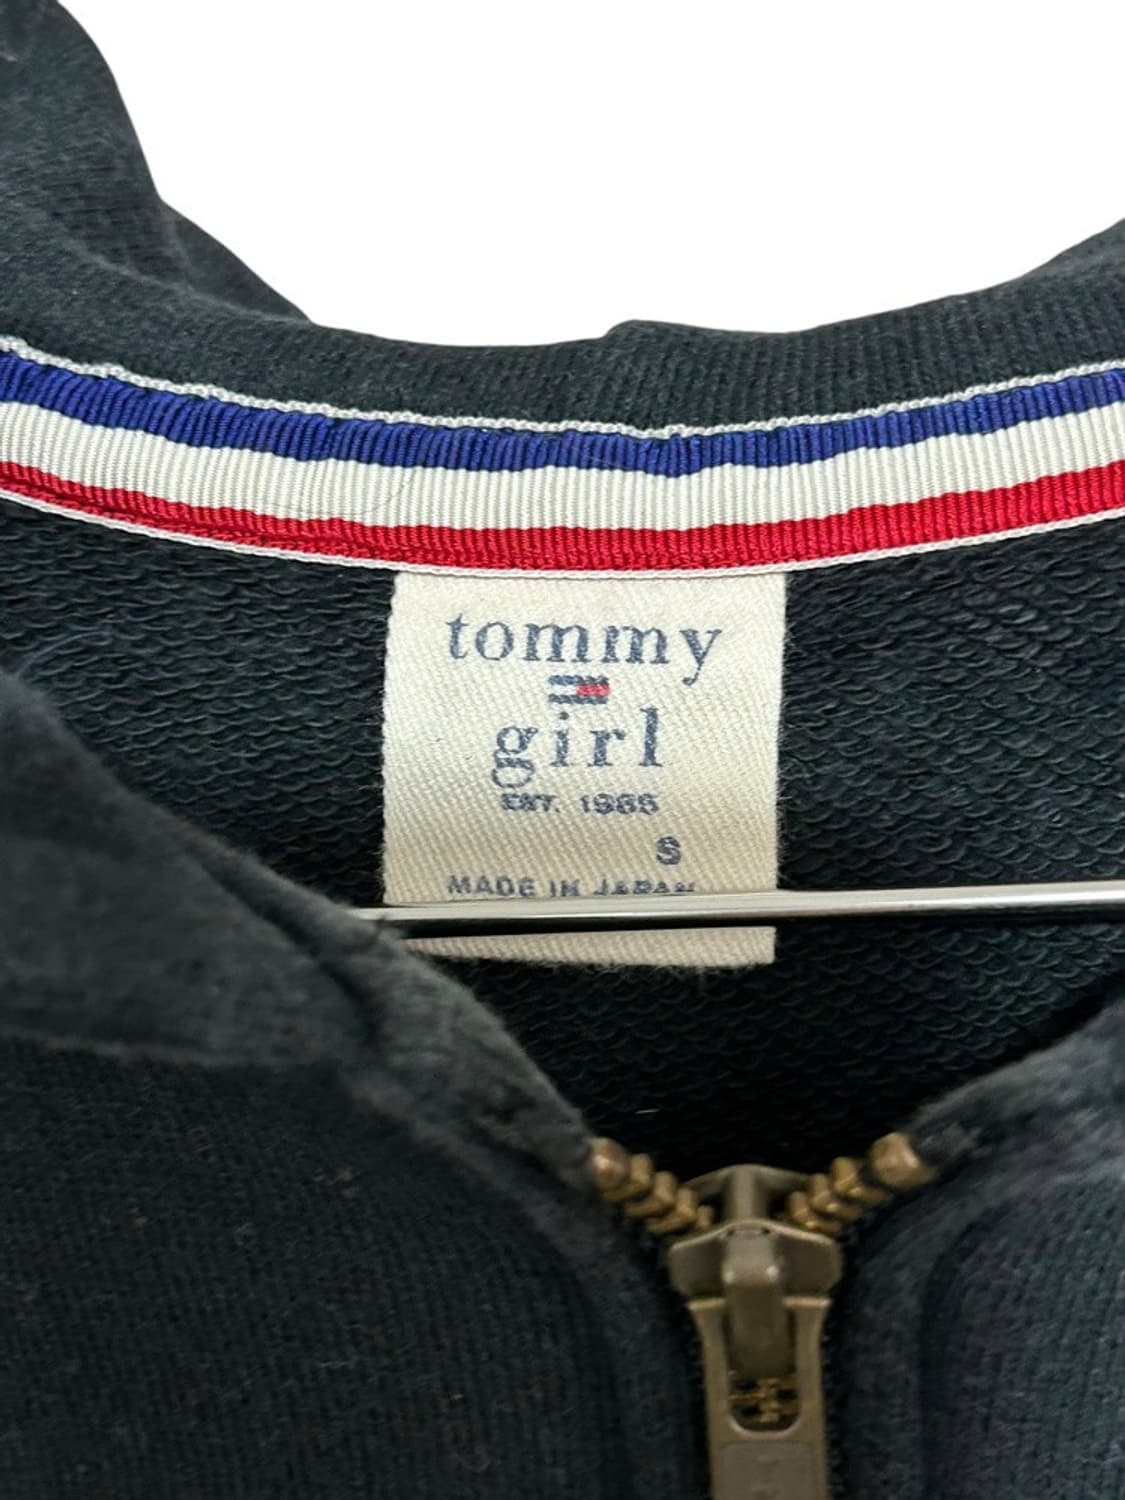 tommy
girl
EST. 1985
S
MADE IN JAPAN